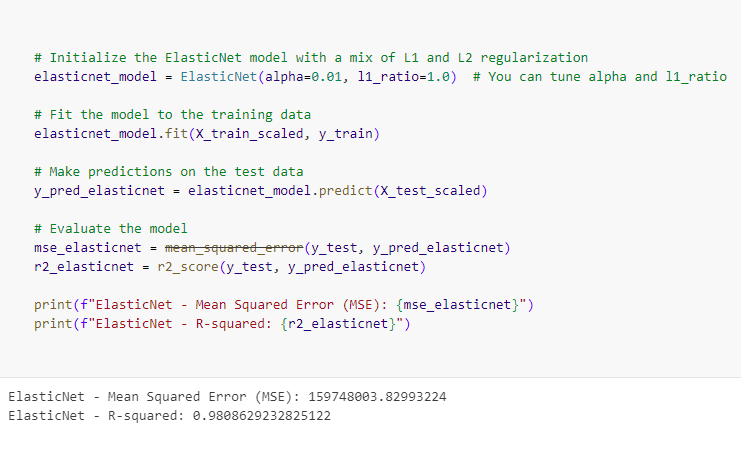 # Initialize the ElasticNet model with a mix of L1 and L2 regularization
elasticnet_model = ElasticNet(alpha=0.01, l1_ratio=1.0)  # You can tune alpha and l1_ratio
# Fit the model to the training data
elasticnet_model.fit(X_train_scaled, y_train)
# Make predictions on the test data
y_pred_elasticnet = elasticnet_model.predict(X_test_scaled)
# Evaluate the model
mse_elasticnet = mean_squared_error(y_test, y_pred_elasticnet)
r2_elasticnet = r2_score(y_test, y_pred_elasticnet)
print(f"ElasticNet - Mean Squared Error (MSE): {mse_elasticnet}")
print(f"ElasticNet - R-squared: {r2_elasticnet}")
ElasticNet - Mean Squared Error (MSE): 159748003.82993224
ElasticNet - R-squared: 0.9808629232825122